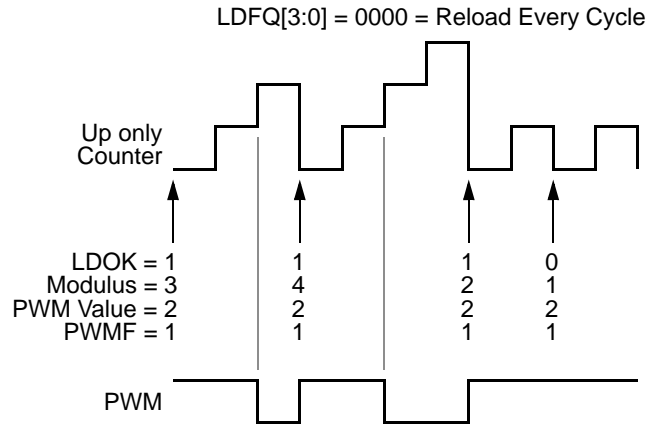 LDFQ[3:0] = 0000 = Reload Every Cycle
Up only
Counter
LDOK = 1 1 1 0
Modulus = 3 4 2 1
PWM Value = 2 2 2 2
PWMF = 1 1 1 1
PWM